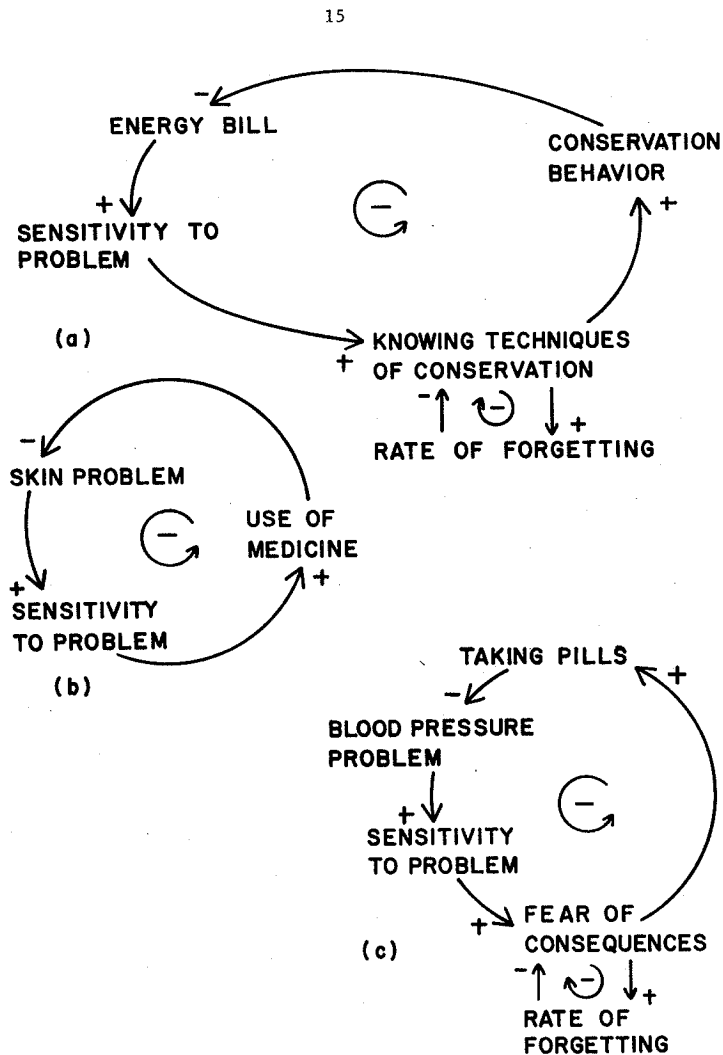 15
−
ENERGY BILL
CONSERVATION
BEHAVIOR
+
−
+
SENSITIVITY TO
PROBLEM
(a)
+
KNOWING TECHNIQUES
OF CONSERVATION
−
−
+
RATE OF FORGETTING
−
SKIN PROBLEM
−
USE OF
MEDICINE
+
+
SENSITIVITY
TO PROBLEM
(b)
TAKING PILLS
+
−
BLOOD PRESSURE
PROBLEM
−
+
SENSITIVITY
TO PROBLEM
+
FEAR OF
CONSEQUENCES
(c)
−
−
+
RATE OF
FORGETTING